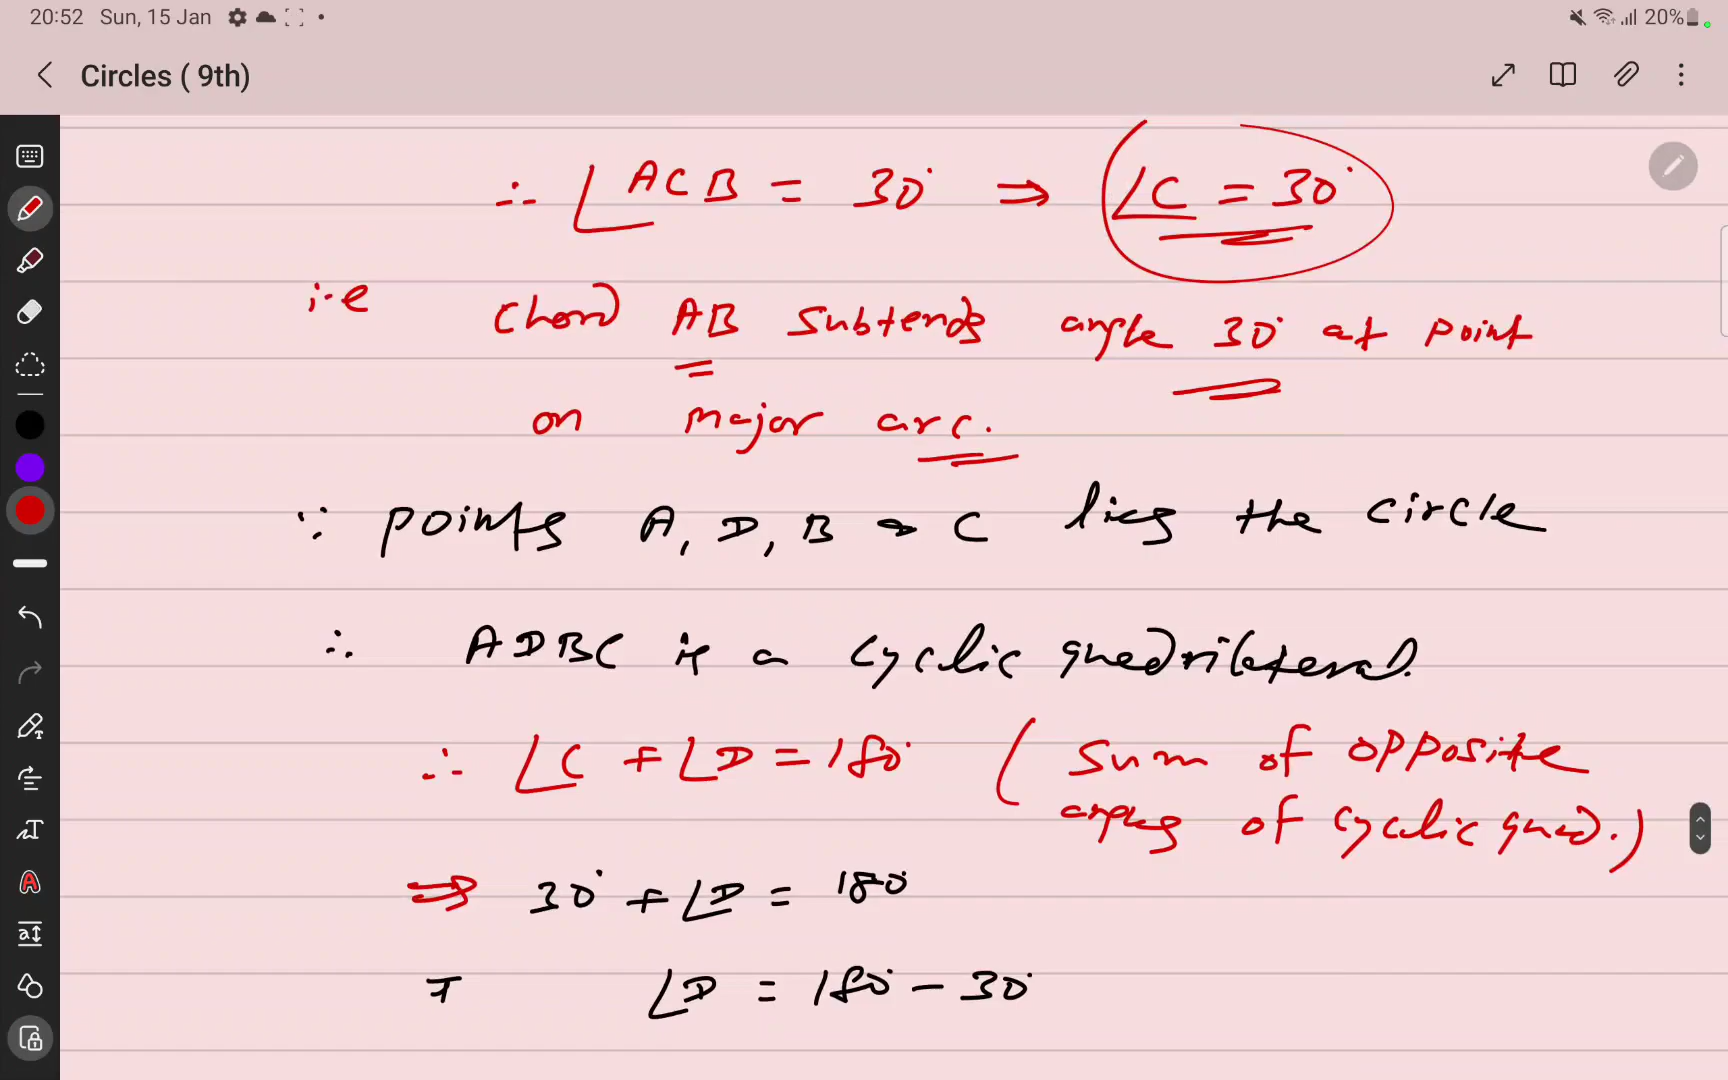 20:52 Sun, 15 Jan
20%
Circles ( 9th)
∴ ∠ACB = 30° ⇒ ∠C = 30°
i.e chord AB subtends angle 30° at point
on major arc.
∵ points A, D, B & C lies the circle
∴ ADBC is a cyclic quadrilateral.
∴ ∠C + ∠D = 180° ( sum of opposite
angles of cyclic quad.)
⇒ 30° + ∠D = 180°
∠D = 180° - 30°